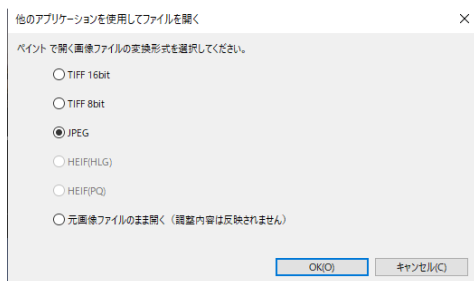 他のアプリケーションを使用してファイルを開く
ペイント で開く画像ファイルの変換形式を選択してください。
TIFF 16bit
TIFF 8bit
JPEG
HEIF(HLG)
HEIF(PQ)
元画像ファイルのまま開く（調整内容は反映されません）
OK(O) キャンセル(C)